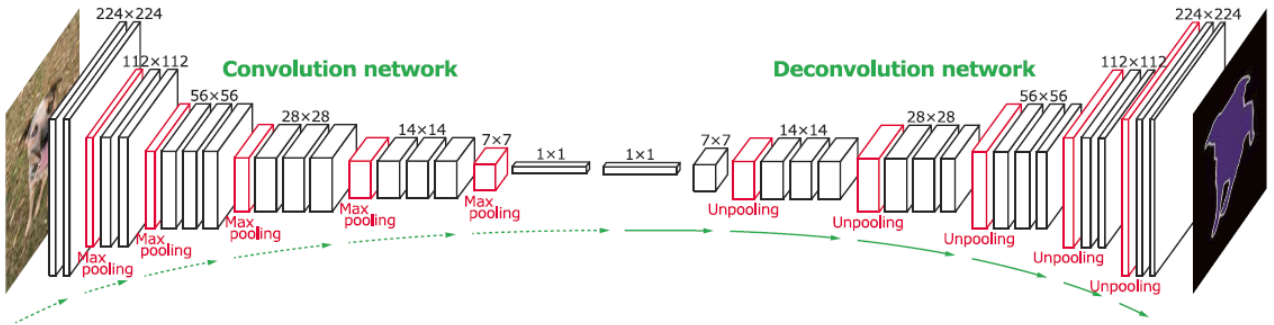 224×224
112×112
56×56
28×28
14×14
7×7
1×1
1×1
7×7
14×14
28×28
56×56
112×112
224×224
Convolution network
Deconvolution network
Max
pooling
Max
pooling
Max
pooling
Max
pooling
Max
pooling
Unpooling
Unpooling
Unpooling
Unpooling
Unpooling